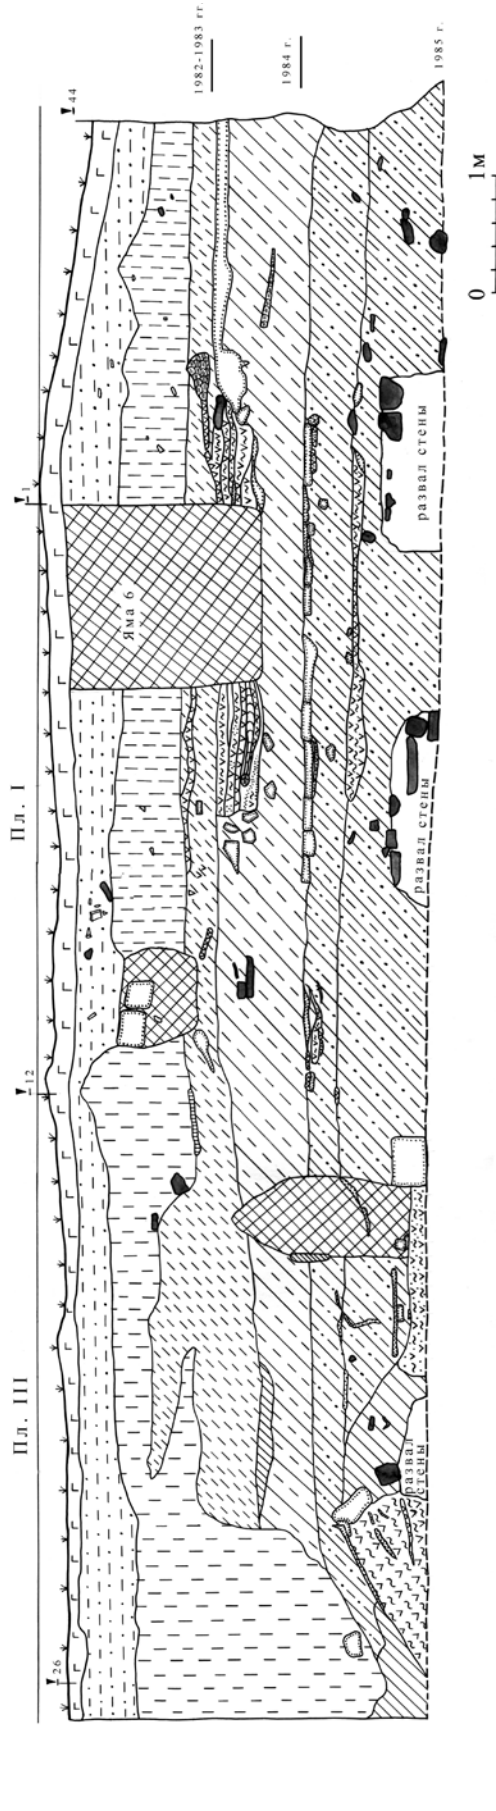 Пл. III
Пл. I
26
12
1
44
1982-1983 гг.
1984 г.
1985 г.
Яма 6
развал
стены
развал стены
развал стены
0
1м